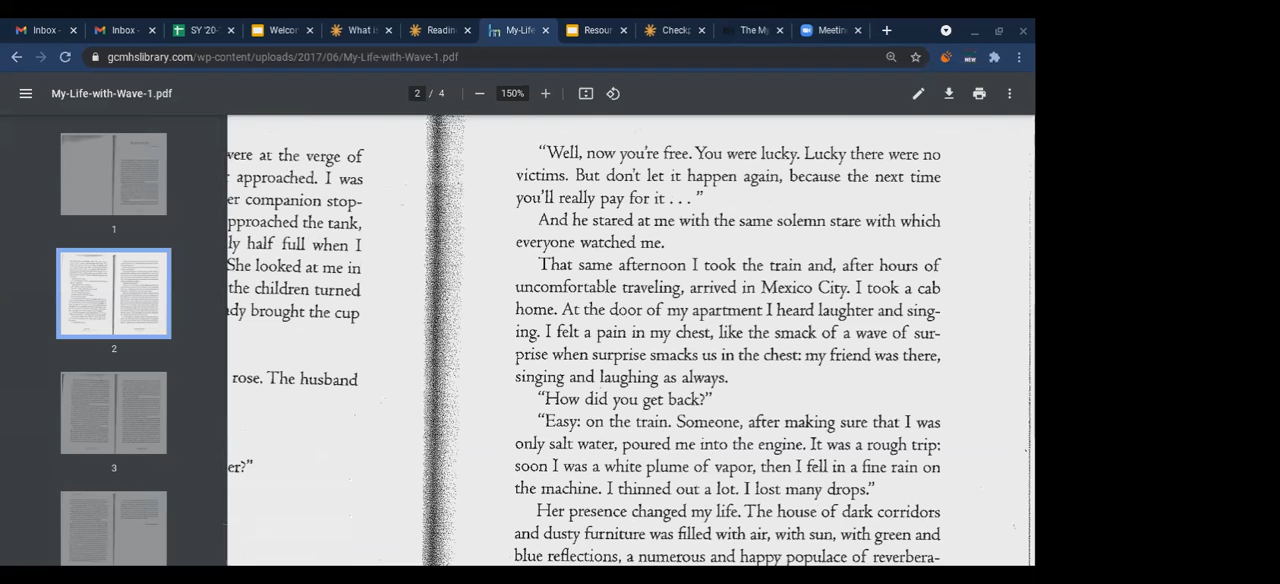 Inbox -
Inbox -
SY '20-
Welcor
What is
Readin
My-Life
Resour
Checkp
The My
Meetin
gcmhslibrary.com/wp-content/uploads/2017/06/My-Life-with-Wave-1.pdf
NEW
My-Life-with-Wave-1.pdf
2 / 4
150%
1
2
3
were at the verge of
approached. I was
er companion stop-
pproached the tank,
ly half full when I
She looked at me in
the children turned
ady brought the cup
rose. The husband
er?"
“Well, now you’re free. You were lucky. Lucky there were no
victims. But don’t let it happen again, because the next time
you’ll really pay for it . . . ”
And he stared at me with the same solemn stare with which
everyone watched me.
That same afternoon I took the train and, after hours of
uncomfortable traveling, arrived in Mexico City. I took a cab
home. At the door of my apartment I heard laughter and sing-
ing. I felt a pain in my chest, like the smack of a wave of sur-
prise when surprise smacks us in the chest: my friend was there,
singing and laughing as always.
“How did you get back?”
“Easy: on the train. Someone, after making sure that I was
only salt water, poured me into the engine. It was a rough trip:
soon I was a white plume of vapor, then I fell in a fine rain on
the machine. I thinned out a lot. I lost many drops.”
Her presence changed my life. The house of dark corridors
and dusty furniture was filled with air, with sun, with green and
blue reflections, a numerous and happy populace of reverbera-